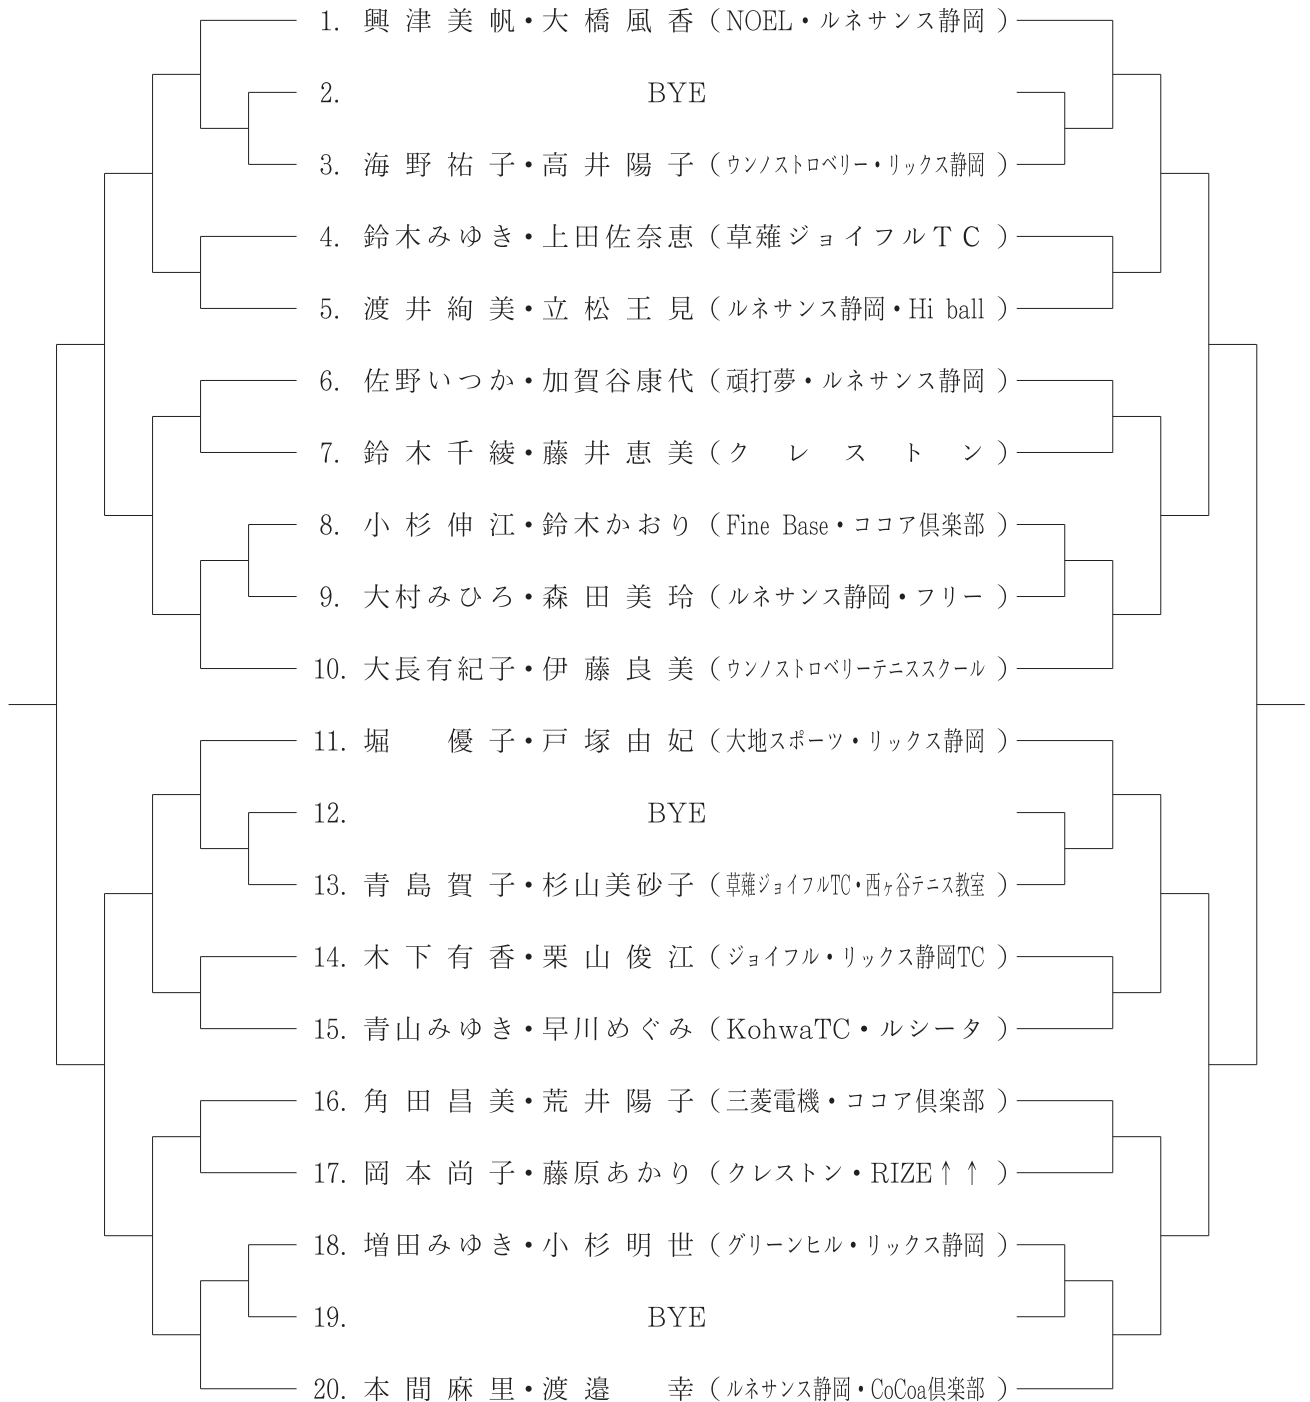 1. 興津美帆・大橋風香（NOEL・ルネサンス静岡）
2. BYE
3. 海野祐子・高井陽子（ウンノストロベリー・リックス静岡）
4. 鈴木みゆき・上田佐奈恵（草薙ジョイフルＴＣ）
5. 渡井絢美・立松王見（ルネサンス静岡・Hi ball）
6. 佐野いつか・加賀谷康代（頑打夢・ルネサンス静岡）
7. 鈴木千綾・藤井恵美（クレストン）
8. 小杉伸江・鈴木かおり（Fine Base・ココア倶楽部）
9. 大村みひろ・森田美玲（ルネサンス静岡・フリー）
10. 大長有紀子・伊藤良美（ウンノストロベリーテニススクール）
11. 堀　優子・戸塚由妃（大地スポーツ・リックス静岡）
12. BYE
13. 青島賀子・杉山美砂子（草薙ジョイフルTC・西ヶ谷テニス教室）
14. 木下有香・栗山俊江（ジョイフル・リックス静岡TC）
15. 青山みゆき・早川めぐみ（KohwaTC・ルシータ）
16. 角田昌美・荒井陽子（三菱電機・ココア倶楽部）
17. 岡本尚子・藤原あかり（クレストン・RIZE↑↑）
18. 増田みゆき・小杉明世（グリーンヒル・リックス静岡）
19. BYE
20. 本間麻里・渡邉　幸（ルネサンス静岡・CoCoa倶楽部）